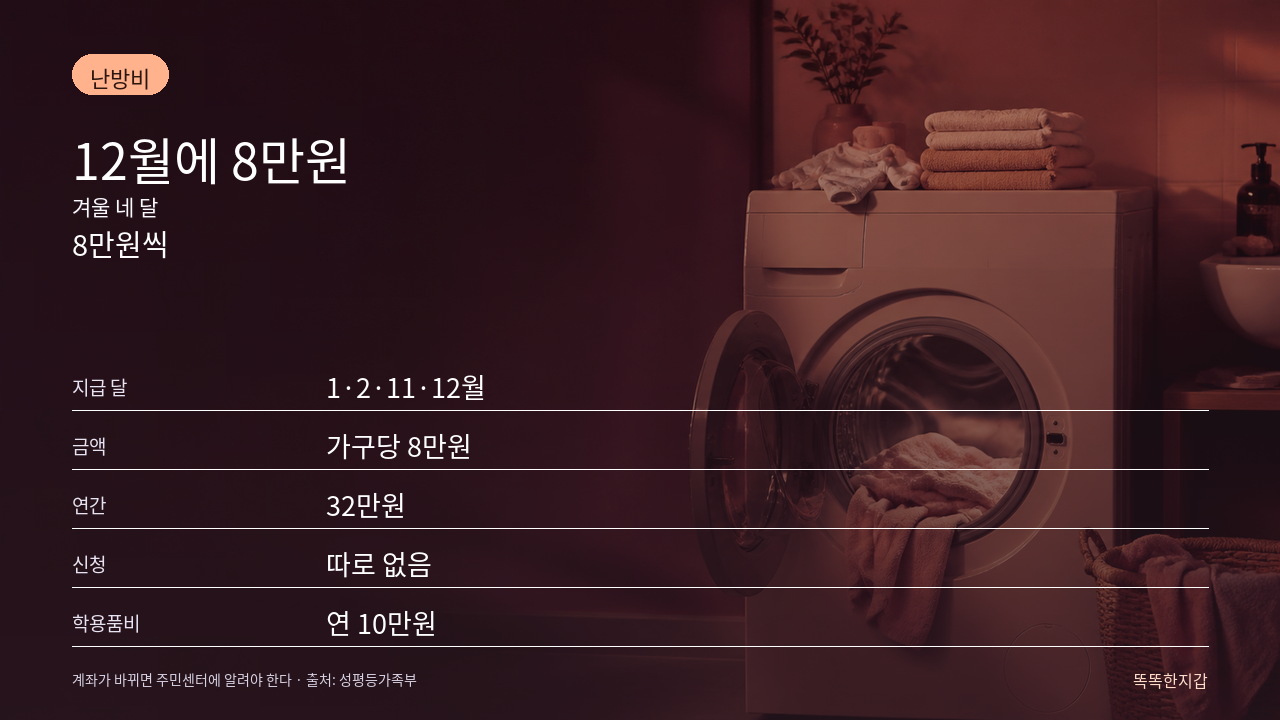 난방비
12월에 8만원
겨울 네 달
8만원씩
지급 달 1·2·11·12월
금액 가구당 8만원
연간 32만원
신청 따로 없음
학용품비 연 10만원
계좌가 바뀌면 주민센터에 알려야 한다 · 출처: 성평등가족부
똑똑한지갑